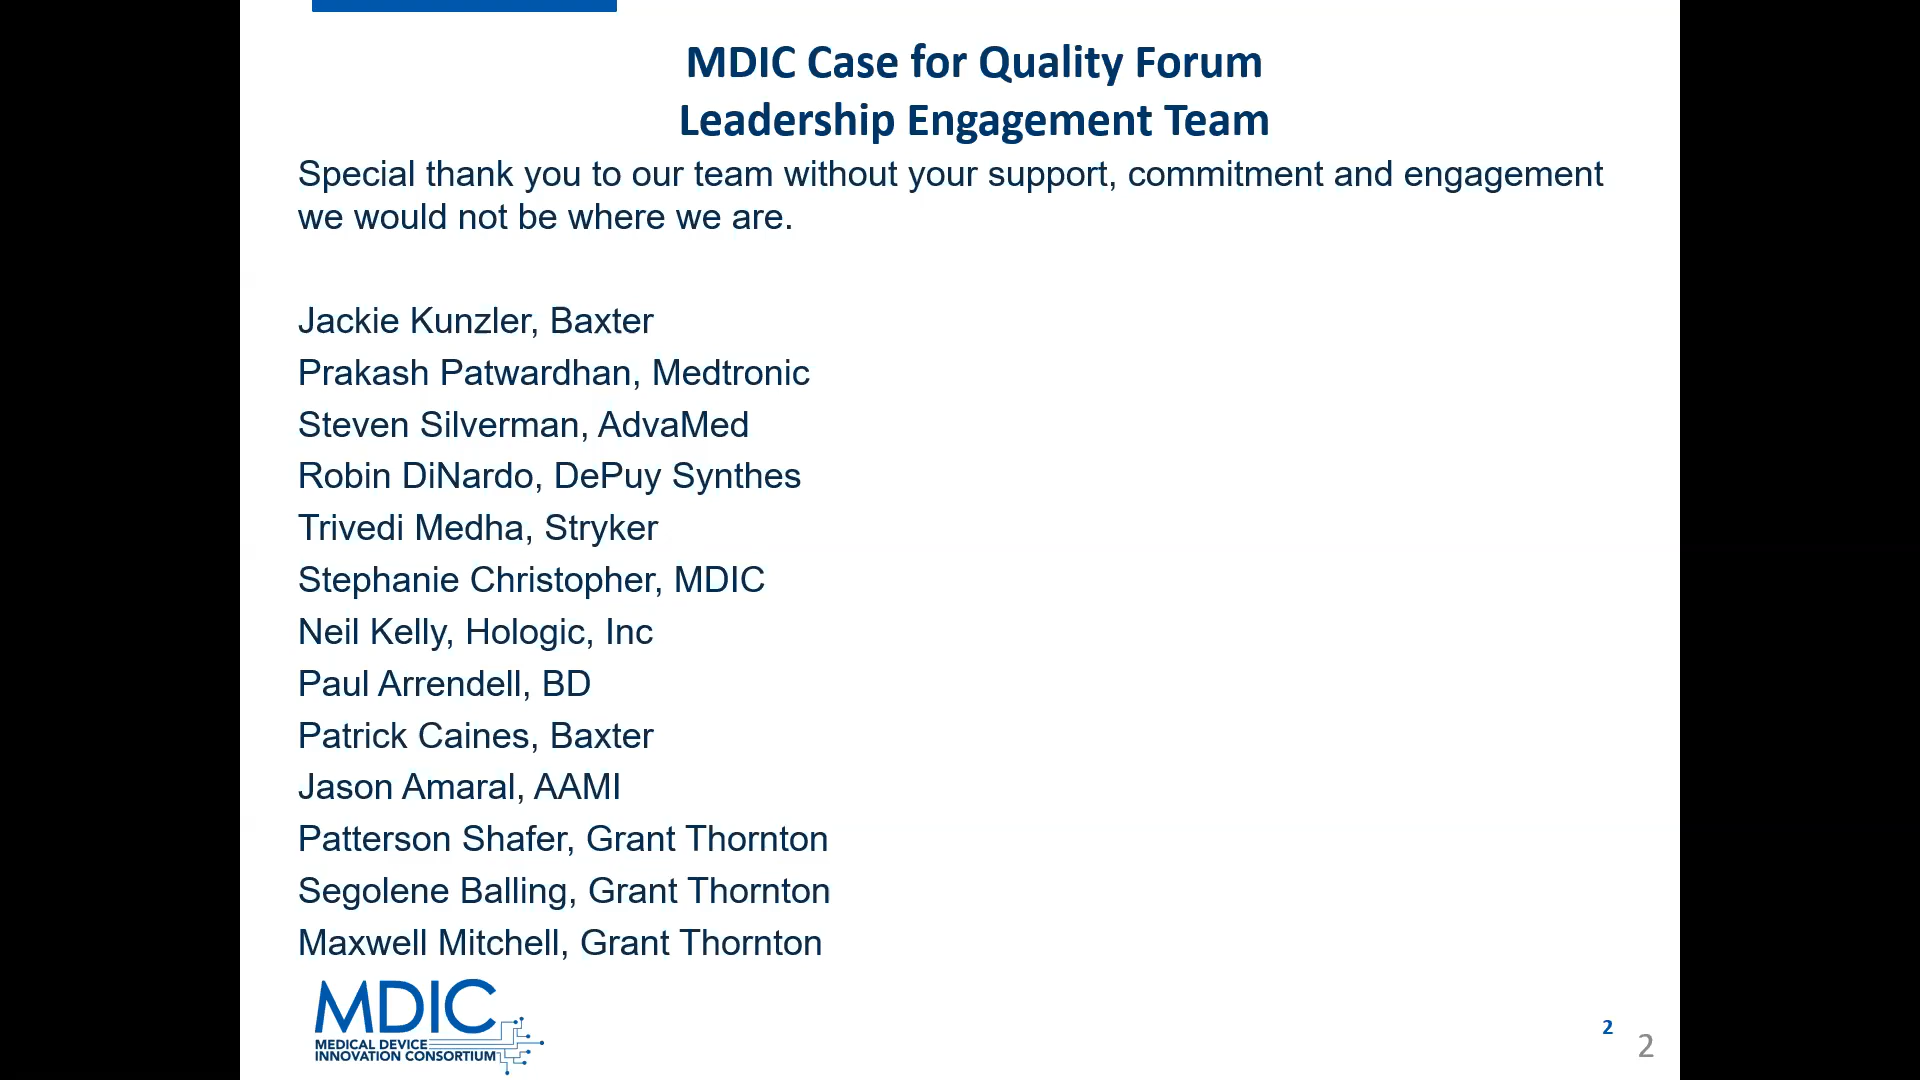 MDIC Case for Quality Forum
Leadership Engagement Team
Special thank you to our team without your support, commitment and engagement
we would not be where we are.
Jackie Kunzler, Baxter
Prakash Patwardhan, Medtronic
Steven Silverman, AdvaMed
Robin DiNardo, DePuy Synthes
Trivedi Medha, Stryker
Stephanie Christopher, MDIC
Neil Kelly, Hologic, Inc
Paul Arrendell, BD
Patrick Caines, Baxter
Jason Amaral, AAMI
Patterson Shafer, Grant Thornton
Segolene Balling, Grant Thornton
Maxwell Mitchell, Grant Thornton
MDIC
MEDICAL DEVICE
INNOVATION CONSORTIUM
2
2